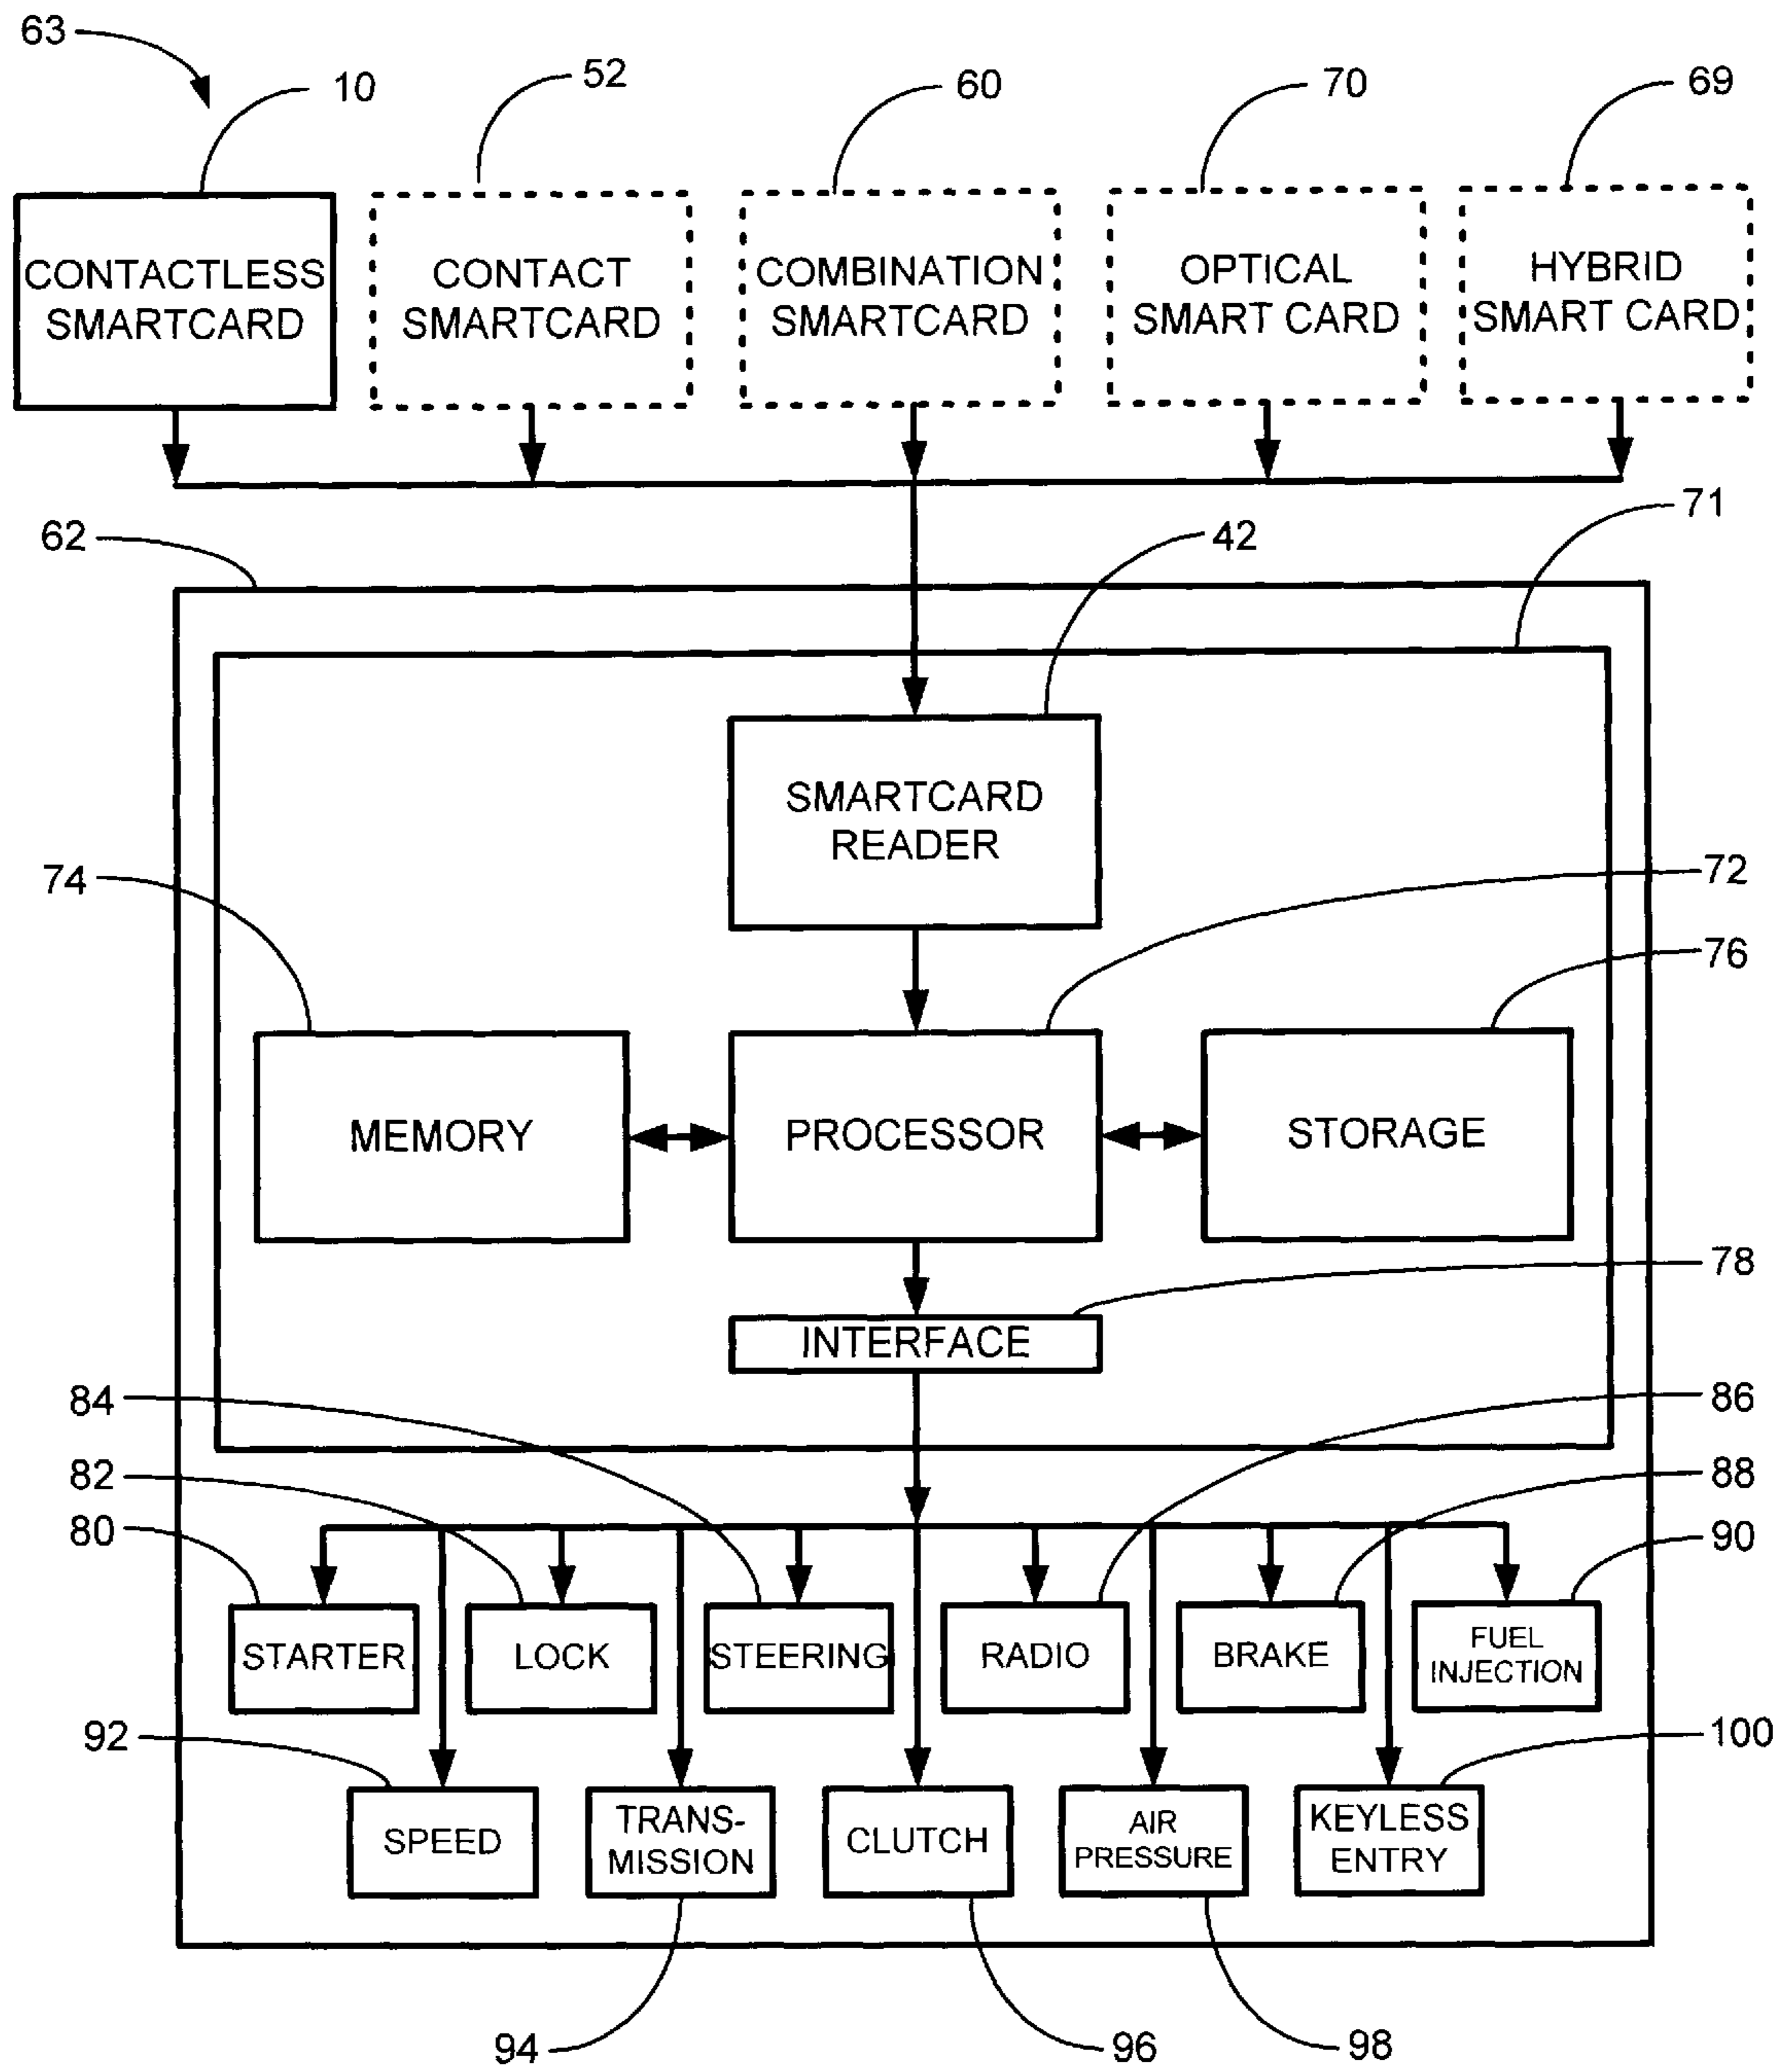 63
10
52
60
70
69
CONTACTLESS
SMARTCARD
CONTACT
SMARTCARD
COMBINATION
SMARTCARD
OPTICAL
SMART CARD
HYBRID
SMART CARD
62
42
71
SMARTCARD
READER
74
72
76
MEMORY
PROCESSOR
STORAGE
78
INTERFACE
84
86
82
88
80
90
STARTER
LOCK
STEERING
RADIO
BRAKE
FUEL
INJECTION
92
100
SPEED
TRANS-
MISSION
CLUTCH
AIR
PRESSURE
KEYLESS
ENTRY
94
96
98